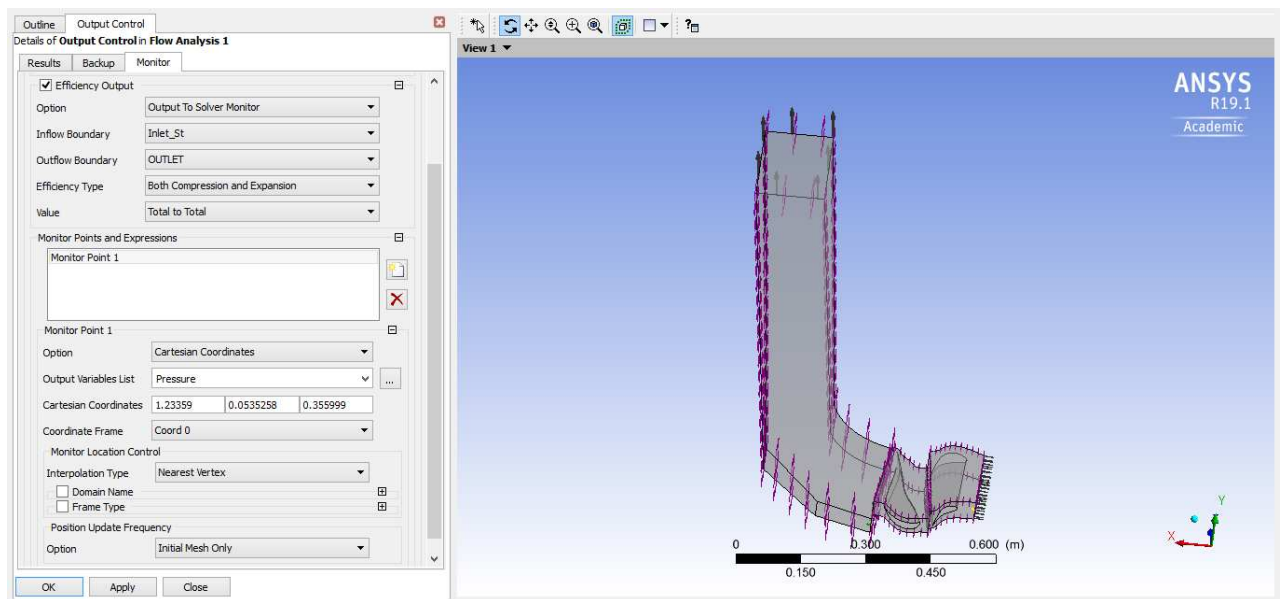 Outline Output Control
Details of Output Control in Flow Analysis 1
Results Backup Monitor
Efficiency Output
Option Output To Solver Monitor
Inflow Boundary Inlet_St
Outflow Boundary OUTLET
Efficiency Type Both Compression and Expansion
Value Total to Total
Monitor Points and Expressions
Monitor Point 1
Monitor Point 1
Option Cartesian Coordinates
Output Variables List Pressure ...
Cartesian Coordinates 1.23359 0.0535258 0.355999
Coordinate Frame Coord 0
Monitor Location Control
Interpolation Type Nearest Vertex
Domain Name
Frame Type
Position Update Frequency
Option Initial Mesh Only
OK Apply Close
View 1
ANSYS
R19.1
Academic
Y
X
0 0.300 0.600 (m)
0.150 0.450